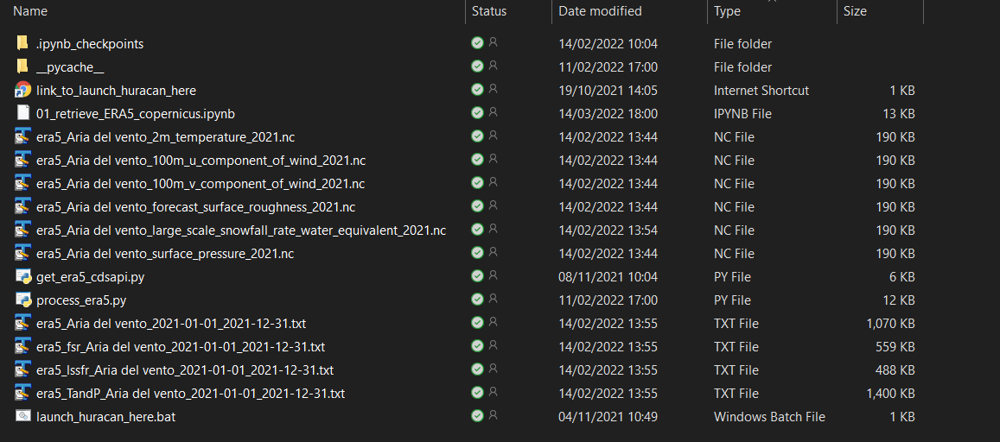 Name Status Date modified Type Size
.ipynb_checkpoints 14/02/2022 10:04 File folder
__pycache__ 11/02/2022 17:00 File folder
link_to_launch_huracan_here 19/10/2021 14:05 Internet Shortcut 1 KB
01_retrieve_ERA5_copernicus.ipynb 14/03/2022 18:00 IPYNB File 13 KB
era5_Aria del vento_2m_temperature_2021.nc 14/02/2022 13:44 NC File 190 KB
era5_Aria del vento_100m_u_component_of_wind_2021.nc 14/02/2022 13:44 NC File 190 KB
era5_Aria del vento_100m_v_component_of_wind_2021.nc 14/02/2022 13:44 NC File 190 KB
era5_Aria del vento_forecast_surface_roughness_2021.nc 14/02/2022 13:44 NC File 190 KB
era5_Aria del vento_large_scale_snowfall_rate_water_equivalent_2021.nc 14/02/2022 13:54 NC File 190 KB
era5_Aria del vento_surface_pressure_2021.nc 14/02/2022 13:44 NC File 190 KB
get_era5_cdsapi.py 08/11/2021 10:04 PY File 6 KB
process_era5.py 11/02/2022 17:00 PY File 12 KB
era5_Aria del vento_2021-01-01_2021-12-31.txt 14/02/2022 13:55 TXT File 1,070 KB
era5_fsr_Aria del vento_2021-01-01_2021-12-31.txt 14/02/2022 13:55 TXT File 559 KB
era5_lssfr_Aria del vento_2021-01-01_2021-12-31.txt 14/02/2022 13:55 TXT File 488 KB
era5_TandP_Aria del vento_2021-01-01_2021-12-31.txt 14/02/2022 13:55 TXT File 1,400 KB
launch_huracan_here.bat 04/11/2021 10:49 Windows Batch File 1 KB